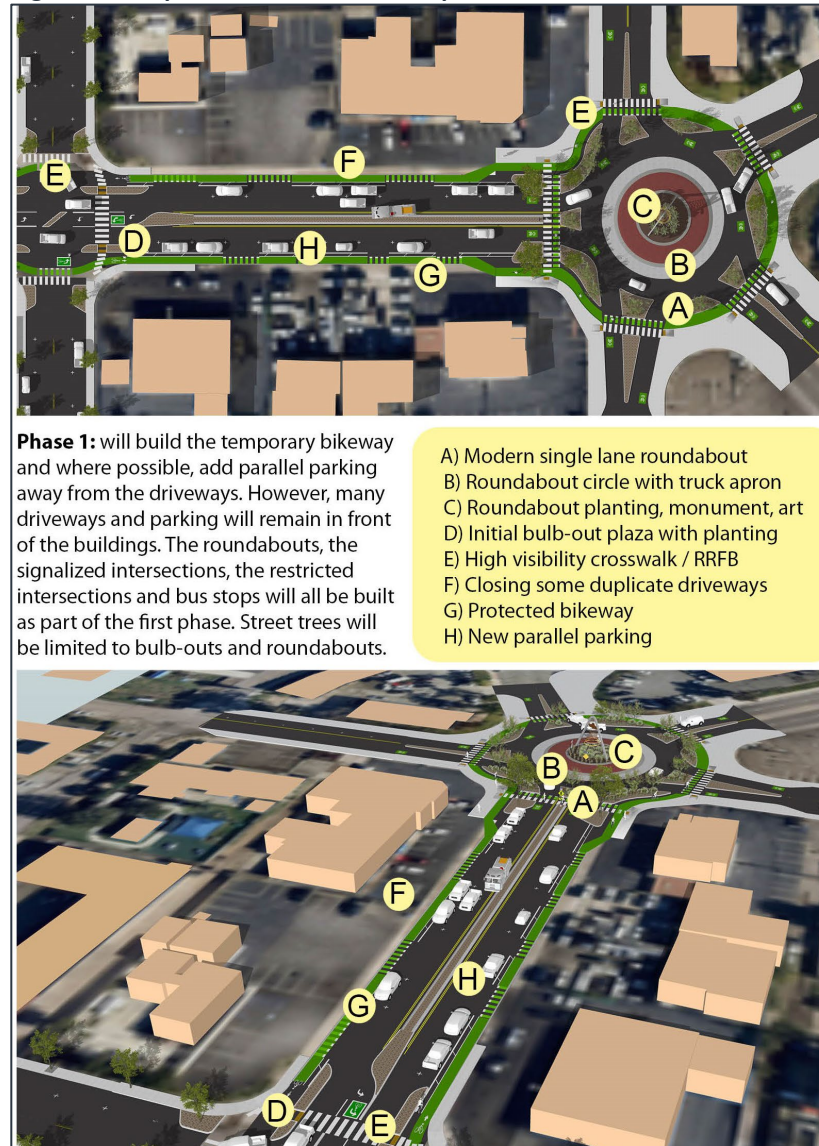 E
F
E
C
D
H
B
G
A
Phase 1: will build the temporary bikeway
and where possible, add parallel parking
away from the driveways. However, many
driveways and parking will remain in front
of the buildings. The roundabouts, the
signalized intersections, the restricted
intersections and bus stops will all be built
as part of the first phase. Street trees will
be limited to bulb-outs and roundabouts.
A) Modern single lane roundabout
B) Roundabout circle with truck apron
C) Roundabout planting, monument, art
D) Initial bulb-out plaza with planting
E) High visibility crosswalk / RRFB
F) Closing some duplicate driveways
G) Protected bikeway
H) New parallel parking
C
B
A
F
H
G
D
E